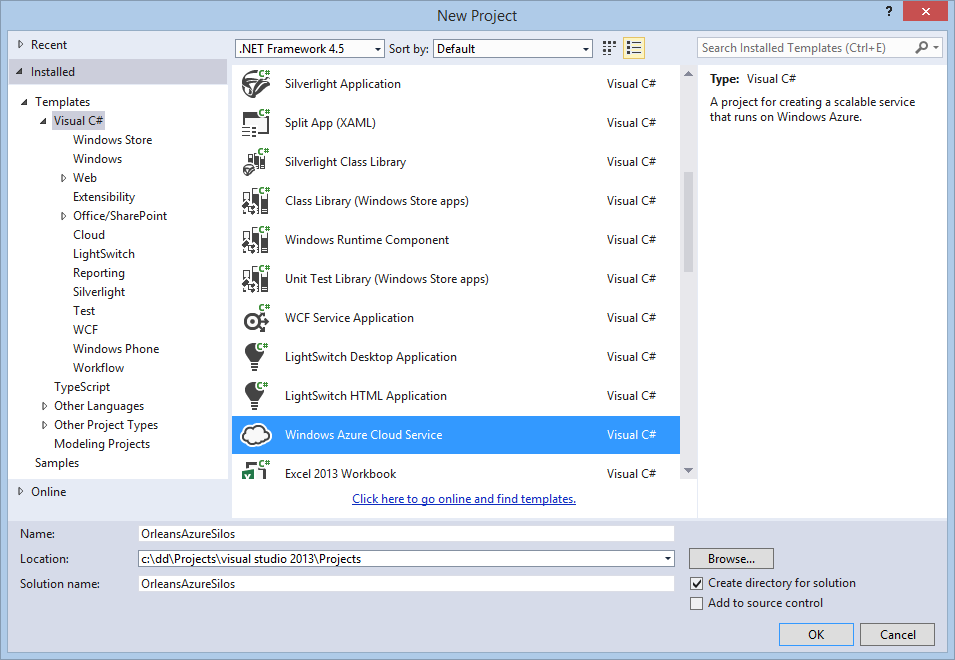 New Project
?
Recent
Installed
Templates
Visual C#
Windows Store
Windows
Web
Extensibility
Office/SharePoint
Cloud
LightSwitch
Reporting
Silverlight
Test
WCF
Windows Phone
Workflow
TypeScript
Other Languages
Other Project Types
Modeling Projects
Samples
Online
.NET Framework 4.5
Sort by:
Default
C# Silverlight Application Visual C#
C# Split App (XAML) Visual C#
C# Silverlight Class Library Visual C#
C# Class Library (Windows Store apps) Visual C#
C# Windows Runtime Component Visual C#
C# Unit Test Library (Windows Store apps) Visual C#
C# WCF Service Application Visual C#
C# LightSwitch Desktop Application Visual C#
C# LightSwitch HTML Application Visual C#
Windows Azure Cloud Service Visual C#
C# Excel 2013 Workbook Visual C#
Click here to go online and find templates.
Search Installed Templates (Ctrl+E)
Type: Visual C#
A project for creating a scalable service
that runs on Windows Azure.
Name: OrleansAzureSilos
Location: c:\dd\Projects\visual studio 2013\Projects
Browse...
Solution name: OrleansAzureSilos
Create directory for solution
Add to source control
OK
Cancel